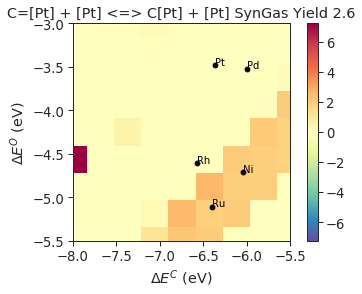 C=[Pt] + [Pt] <=> C[Pt] + [Pt] SynGas Yield 2.6
−3.0
−3.5
−4.0
−4.5
−5.0
−5.5
ΔE^O (eV)
Pt
Pd
Rh
Ni
Ru
−8.0 −7.5 −7.0 −6.5 −6.0 −5.5
ΔE^C (eV)
6
4
2
0
−2
−4
−6